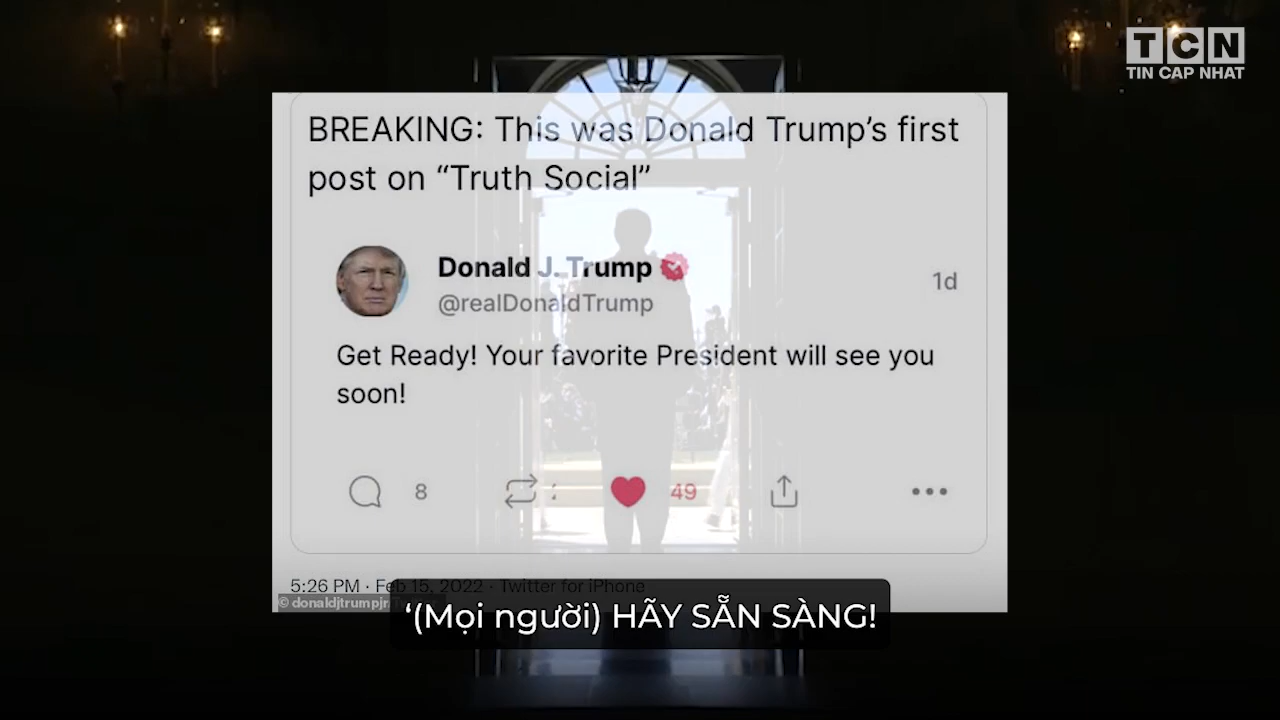 TCN
TIN CAP NHAT
BREAKING: This was Donald Trump’s first
post on “Truth Social”
Donald J. Trump
@realDonaldTrump
1d
Get Ready! Your favorite President will see you
soon!
8
49
5:26 PM · Feb 15, 2022 · Twitter for iPhone
© donaldjtrumpjr
‘(Mọi người) HÃY SẴN SÀNG!